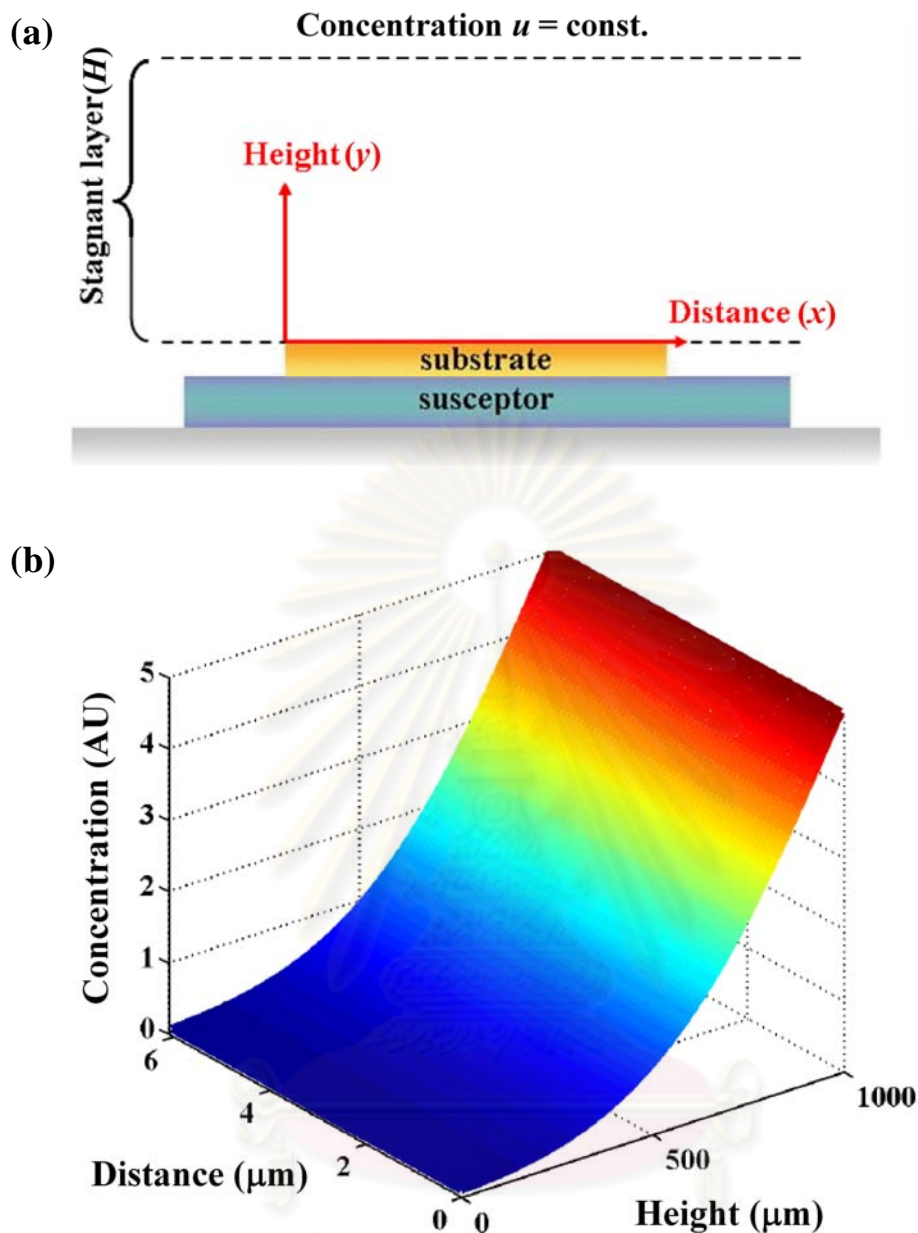 (a)
Concentration u = const.
Stagnant layer(H)
Height (y)
Distance (x)
substrate
susceptor
(b)
Concentration (AU)
5
4
3
2
1
0
6
4
2
0
Distance (μm)
0
500
1000
Height (μm)